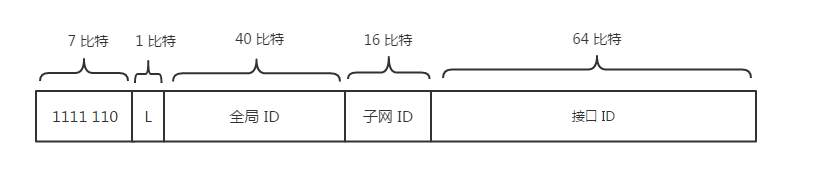 7 比特 1 比特 40 比特 16 比特 64 比特
1111 110 L 全局 ID 子网 ID 接口 ID